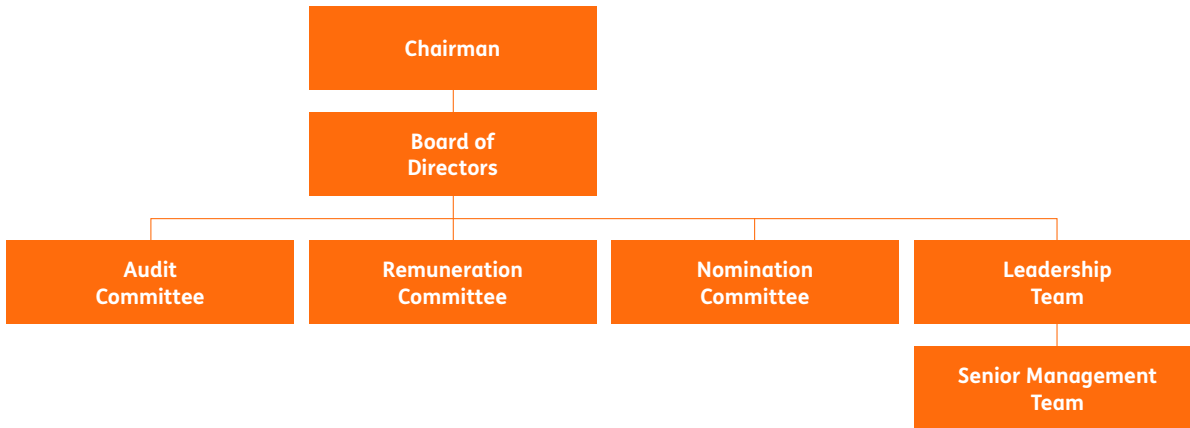 Chairman
Board of
Directors
Audit
Committee
Remuneration
Committee
Nomination
Committee
Leadership
Team
Senior Management
Team